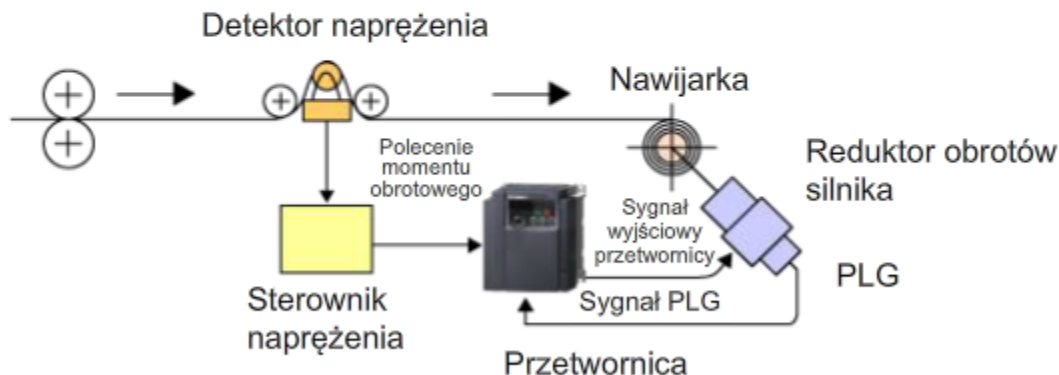 Detektor naprężenia
Nawijarka
Polecenie
momentu
obrotowego
Reduktor obrotów
silnika
Sygnał
wyjściowy
przetwornicy
PLG
Sygnał PLG
Sterownik
naprężenia
Przetwornica